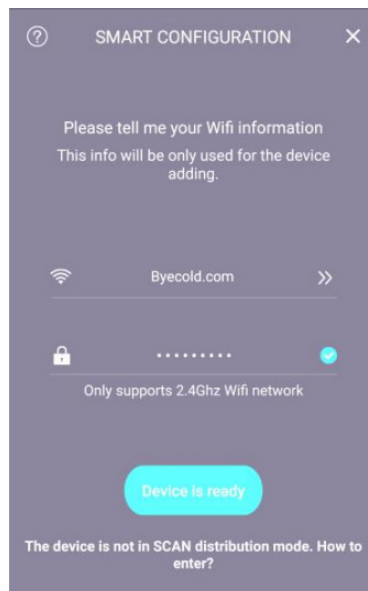 SMART CONFIGURATION
Please tell me your Wifi information
This info will be only used for the device
adding.
Byecold.com
Only supports 2.4Ghz Wifi network
Device is ready
The device is not in SCAN distribution mode. How to
enter?